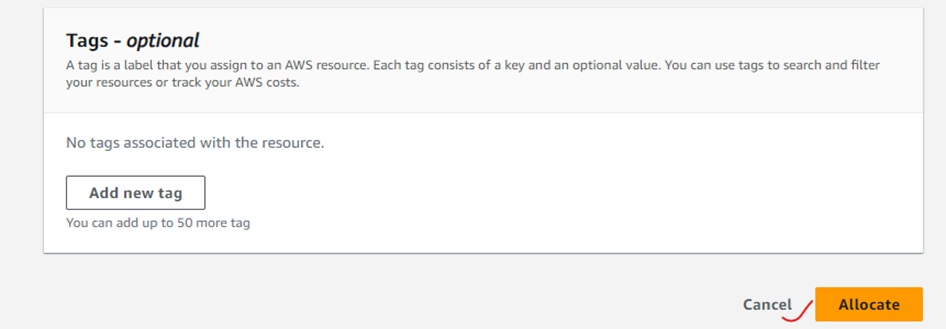 Tags - optional
A tag is a label that you assign to an AWS resource. Each tag consists of a key and an optional value. You can use tags to search and filter
your resources or track your AWS costs.
No tags associated with the resource.
Add new tag
You can add up to 50 more tag
Cancel Allocate